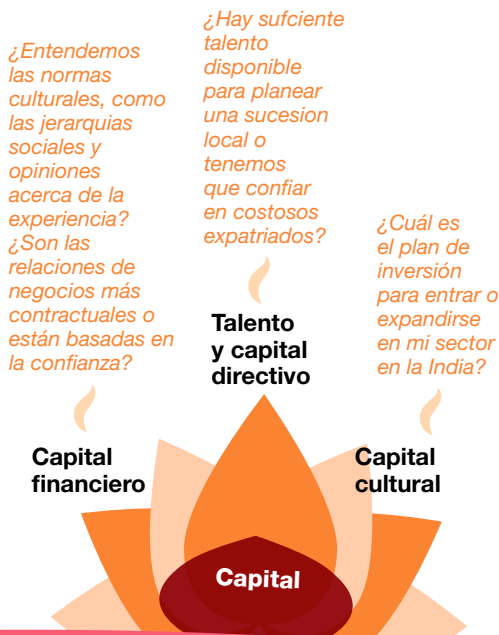 ¿Entendemos
las normas
culturales, como
las jerarquias
sociales y
opiniones
acerca de la
experiencia?
¿Son las
relaciones de
negocios más
contractuales o
están basadas en
la confianza?
Capital
financiero
¿Hay sufciente
talento
disponible
para planear
una sucesion
local o
tenemos
que confiar
en costosos
expatriados?
Talento
y capital
directivo
¿Cuál es
el plan de
inversión
para entrar o
expandirse
en mi sector
en la India?
Capital
cultural
Capital